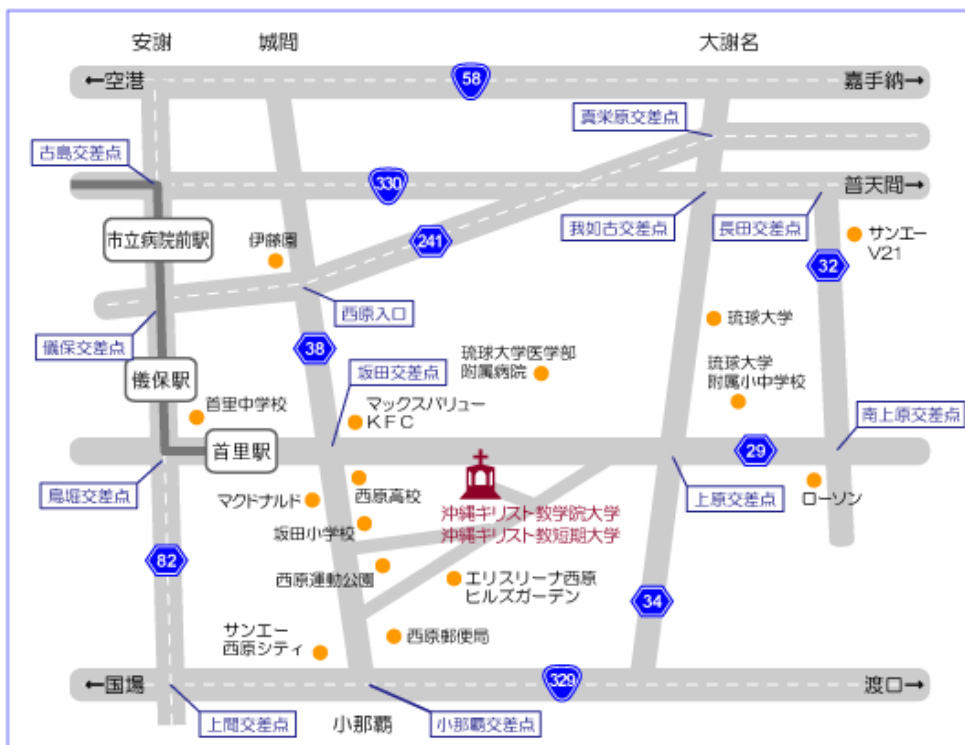 安謝
城間
大謝名
←空港
58
嘉手納→
真栄原交差点
古島交差点
330
普天間→
市立病院前駅
伊藤園
241
我如古交差点
長田交差点
サンエー
V21
32
西原入口
儀保交差点
38
琉球大学
儀保駅
坂田交差点
琉球大学医学部
附属病院
琉球大学
附属小中学校
首里中学校
マックスバリュー
KFC
南上原交差点
首里駅
29
鳥堀交差点
西原高校
上原交差点
ローソン
マクドナルド
沖縄キリスト教学院大学
沖縄キリスト教短期大学
坂田小学校
82
西原運動公園
エリスリーナ西原
ヒルズガーデン
34
サンエー
西原シティ
西原郵便局
←国場
329
渡口→
上間交差点
小那覇
小那覇交差点